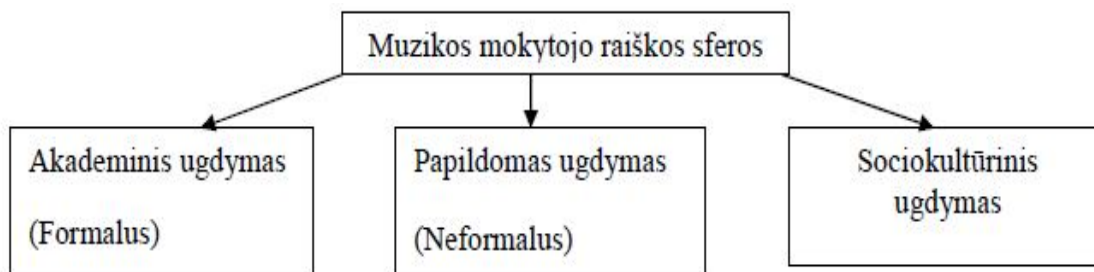 Muzikos mokytojo raiškos sferos
Akademinis ugdymas
(Formalus)
Papildomas ugdymas
(Neformalus)
Sociokultūrinis
ugdymas